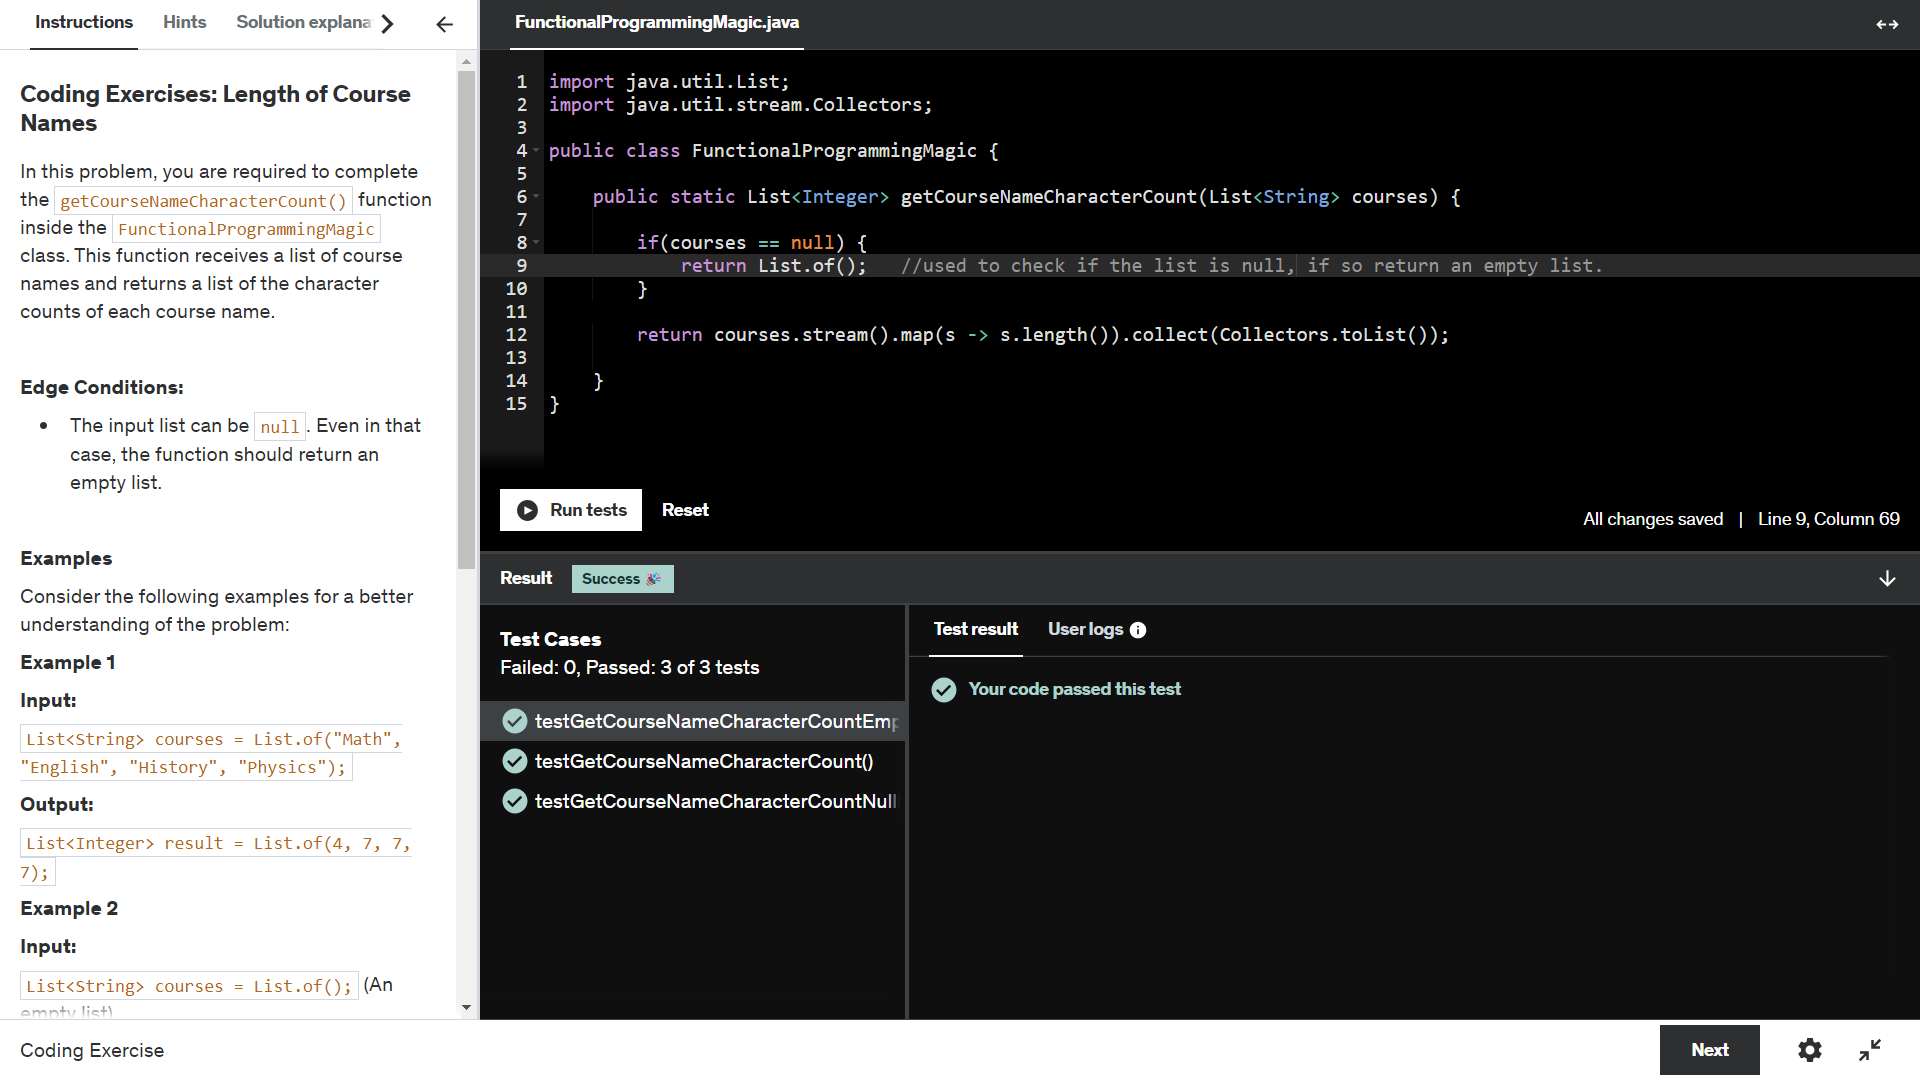 Instructions
Hints
Solution explana
Coding Exercises: Length of Course
Names
In this problem, you are required to complete
the getCourseNameCharacterCount() function
inside the FunctionalProgrammingMagic
class. This function receives a list of course
names and returns a list of the character
counts of each course name.
Edge Conditions:
• The input list can be null. Even in that
case, the function should return an
empty list.
Examples
Consider the following examples for a better
understanding of the problem:
Example 1
Input:
List<String> courses = List.of("Math",
"English", "History", "Physics");
Output:
List<Integer> result = List.of(4, 7, 7,
7);
Example 2
Input:
List<String> courses = List.of(); (An
empty list)
FunctionalProgrammingMagic.java
1 import java.util.List;
2 import java.util.stream.Collectors;
3
4 public class FunctionalProgrammingMagic {
5
6 public static List<Integer> getCourseNameCharacterCount(List<String> courses) {
7
8 if(courses == null) {
9 return List.of(); //used to check if the list is null, if so return an empty list.
10 }
11
12 return courses.stream().map(s -> s.length()).collect(Collectors.toList());
13
14 }
15 }
Run tests
Reset
All changes saved | Line 9, Column 69
Result
Success 🎉
Test Cases
Failed: 0, Passed: 3 of 3 tests
testGetCourseNameCharacterCountEmp
testGetCourseNameCharacterCount()
testGetCourseNameCharacterCountNull
Test result
User logs
Your code passed this test
Coding Exercise
Next